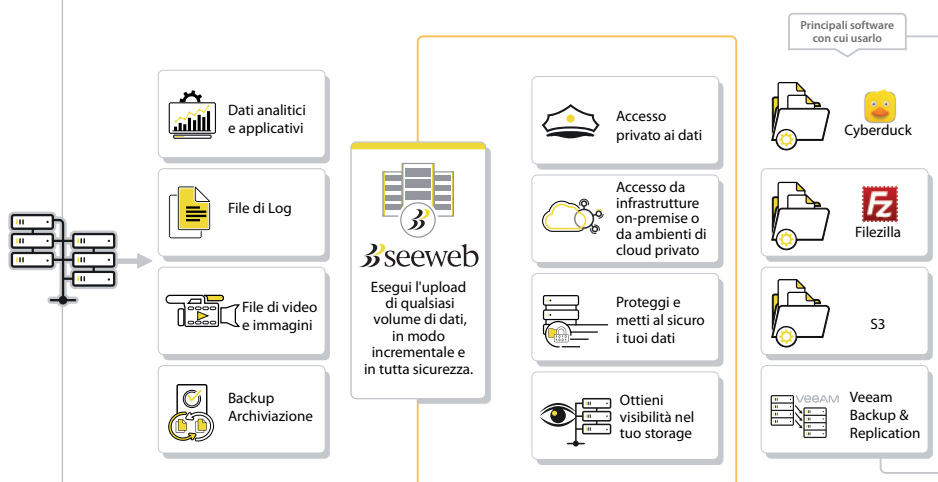 Principali software
con cui usarlo
Dati analitici
e applicativi
File di Log
File di video
e immagini
Backup
Archiviazione
seeweb
Esegui l'upload
di qualsiasi
volume di dati,
in modo
incrementale e
in tutta sicurezza.
Accesso
privato ai dati
Accesso da
infrastrutture
on-premise o
da ambienti di
cloud privato
Proteggi e
metti al sicuro
i tuoi dati
Ottieni
visibilità nel
tuo storage
Cyberduck
Fz
Filezilla
S3
veeAM
Veeam
Backup &
Replication